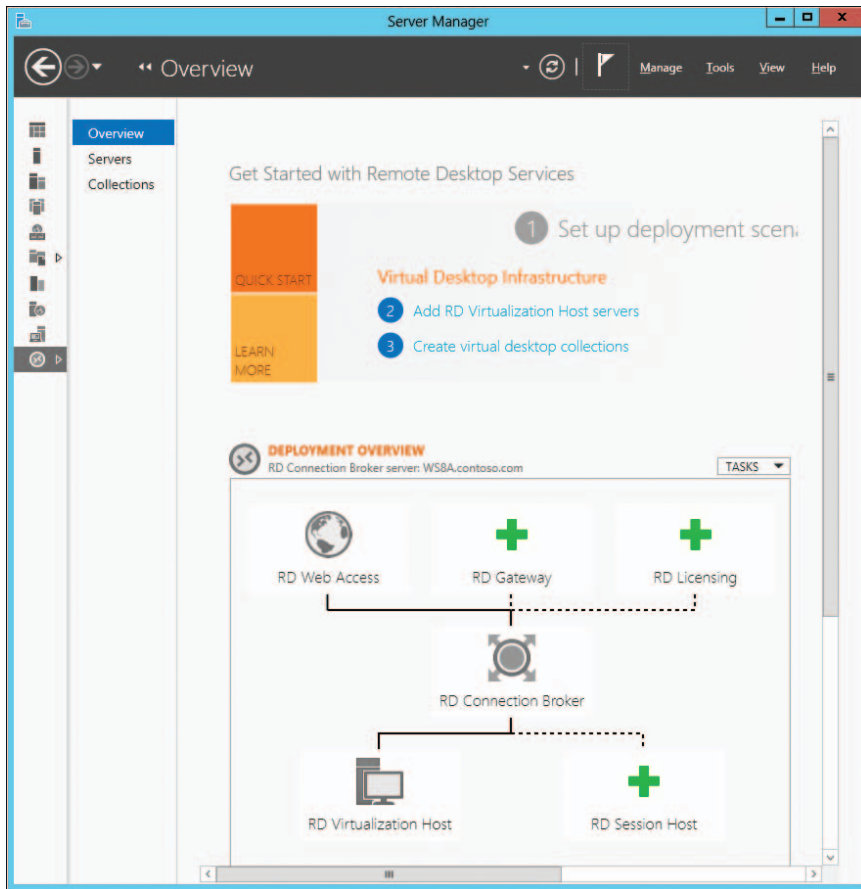 Server Manager
Overview
Manage Tools View Help
Overview
Servers
Collections
Get Started with Remote Desktop Services
1 Set up deployment scena
QUICK START
Virtual Desktop Infrastructure
2 Add RD Virtualization Host servers
3 Create virtual desktop collections
LEARN
MORE
DEPLOYMENT OVERVIEW
RD Connection Broker server: WS8A.contoso.com
TASKS
RD Web Access
RD Gateway
RD Licensing
RD Connection Broker
RD Virtualization Host
RD Session Host